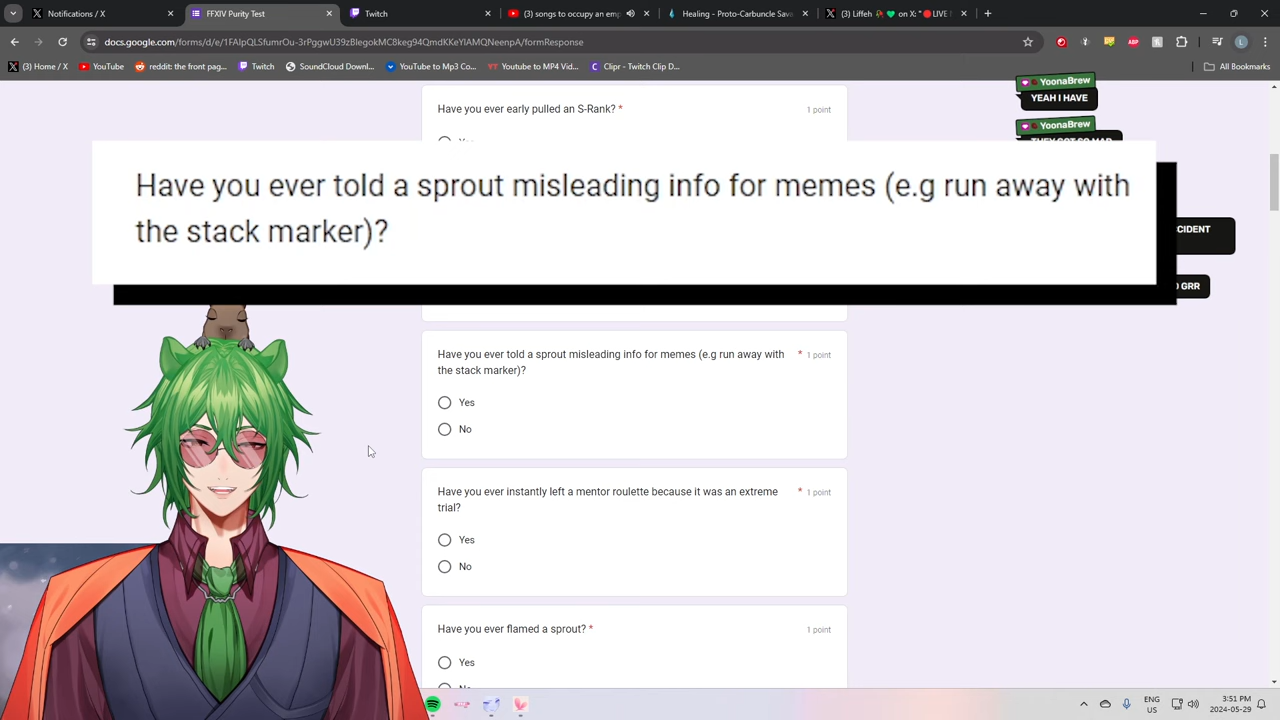 (3) Notifications / X
FFXIV Purity Test
Twitch
(3) songs to occupy an emp
Healing - Proto-Carbuncle Sava
(3) Liffeh on X: "LIVE
docs.google.com/forms/d/e/1FAIpQLSfumrOu-3rPggwU39zBIegokMC8keg94QmdKKeYlAMQNeenpA/formResponse
(3) Home / X
YouTube
reddit: the front pag...
Twitch
SoundCloud Downl...
YouTube to Mp3 Co...
YouTube to MP4 Vid...
Clipr - Twitch Clip D...
All Bookmarks
YoonaBrew
YEAH I HAVE
YoonaBrew
Have you ever early pulled an S-Rank? *
1 point
Have you ever told a sprout misleading info for memes (e.g run away with
the stack marker)?
CIDENT
GRR
Have you ever told a sprout misleading info for memes (e.g run away with
the stack marker)?
* 1 point
Yes
No
Have you ever instantly left a mentor roulette because it was an extreme
trial?
* 1 point
Yes
No
Have you ever flamed a sprout? *
1 point
Yes
ENG
US
3:51 PM
2024-05-29